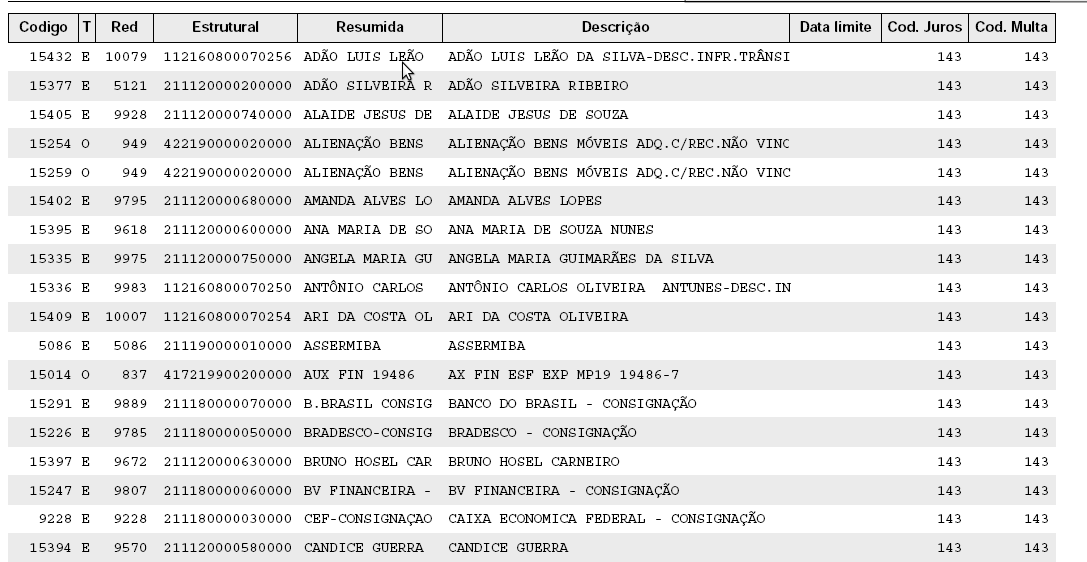 Codigo T Red Estrutural Resumida Descrição Data limite Cod. Juros Cod. Multa
15432 E 10079 112160800070256 ADÃO LUIS LEÃO ADÃO LUIS LEÃO DA SILVA-DESC.INFR.TRÂNSI 143 143
15377 E 5121 211120000200000 ADÃO SILVEIRA R ADÃO SILVEIRA RIBEIRO 143 143
15405 E 9928 211120000740000 ALAIDE JESUS DE ALAIDE JESUS DE SOUZA 143 143
15254 O 949 422190000020000 ALIENAÇÃO BENS ALIENAÇÃO BENS MÓVEIS ADQ.C/REC.NÃO VINC 143 143
15259 O 949 422190000020000 ALIENAÇÃO BENS ALIENAÇÃO BENS MÓVEIS ADQ.C/REC.NÃO VINC 143 143
15402 E 9795 211120000680000 AMANDA ALVES LO AMANDA ALVES LOPES 143 143
15395 E 9618 211120000600000 ANA MARIA DE SO ANA MARIA DE SOUZA NUNES 143 143
15335 E 9975 211120000750000 ANGELA MARIA GU ANGELA MARIA GUIMARÃES DA SILVA 143 143
15336 E 9983 112160800070250 ANTÔNIO CARLOS ANTÔNIO CARLOS OLIVEIRA ANTUNES-DESC.IN 143 143
15409 E 10007 112160800070254 ARI DA COSTA OL ARI DA COSTA OLIVEIRA 143 143
5086 E 5086 211190000010000 ASSERMIBA ASSERMIBA 143 143
15014 O 837 417219900200000 AUX FIN 19486 AX FIN ESF EXP MP19 19486-7 143 143
15291 E 9889 211180000070000 B.BRASIL CONSIG BANCO DO BRASIL - CONSIGNAÇÃO 143 143
15226 E 9785 211180000050000 BRADESCO-CONSIG BRADESCO - CONSIGNAÇÃO 143 143
15397 E 9672 211120000630000 BRUNO HOSEL CAR BRUNO HOSEL CARNEIRO 143 143
15247 E 9807 211180000060000 BV FINANCEIRA - BV FINANCEIRA - CONSIGNAÇÃO 143 143
9228 E 9228 211180000030000 CEF-CONSIGNAÇAO CAIXA ECONOMICA FEDERAL - CONSIGNAÇÃO 143 143
15394 E 9570 211120000580000 CANDICE GUERRA CANDICE GUERRA 143 143